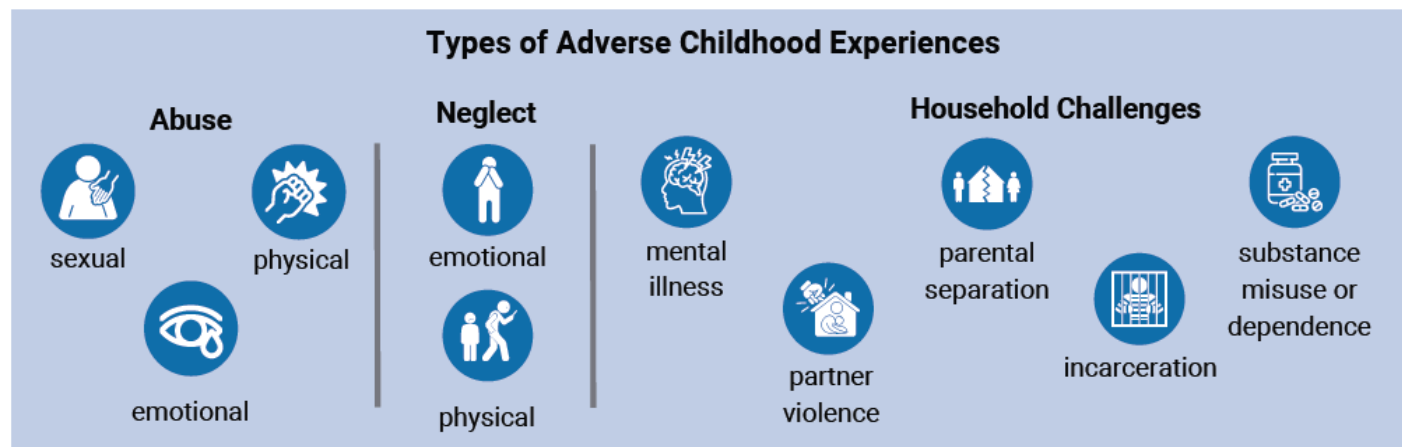 Types of Adverse Childhood Experiences
Abuse
sexual
physical
emotional
Neglect
emotional
physical
Household Challenges
mental
illness
partner
violence
parental
separation
incarceration
substance
misuse or
dependence